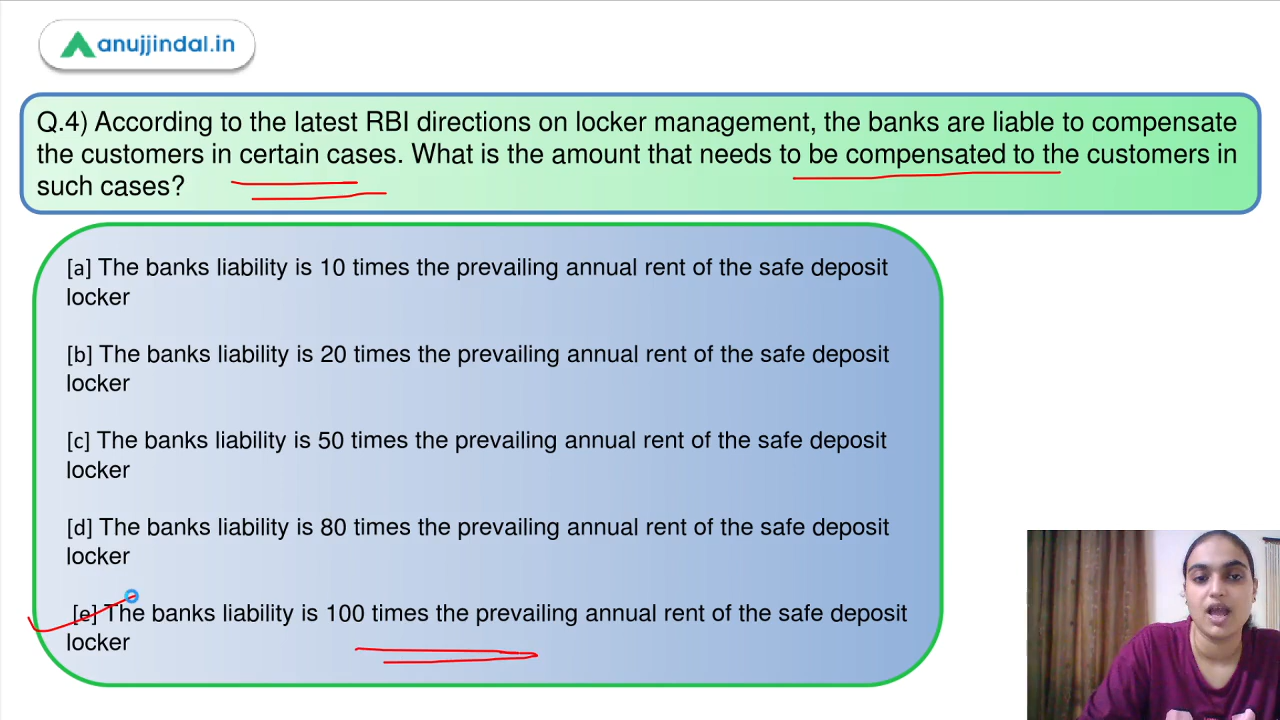 anujjindal.in
Q.4) According to the latest RBI directions on locker management, the banks are liable to compensate
the customers in certain cases. What is the amount that needs to be compensated to the customers in
such cases?
[a] The banks liability is 10 times the prevailing annual rent of the safe deposit
locker
[b] The banks liability is 20 times the prevailing annual rent of the safe deposit
locker
[c] The banks liability is 50 times the prevailing annual rent of the safe deposit
locker
[d] The banks liability is 80 times the prevailing annual rent of the safe deposit
locker
[e] The banks liability is 100 times the prevailing annual rent of the safe deposit
locker